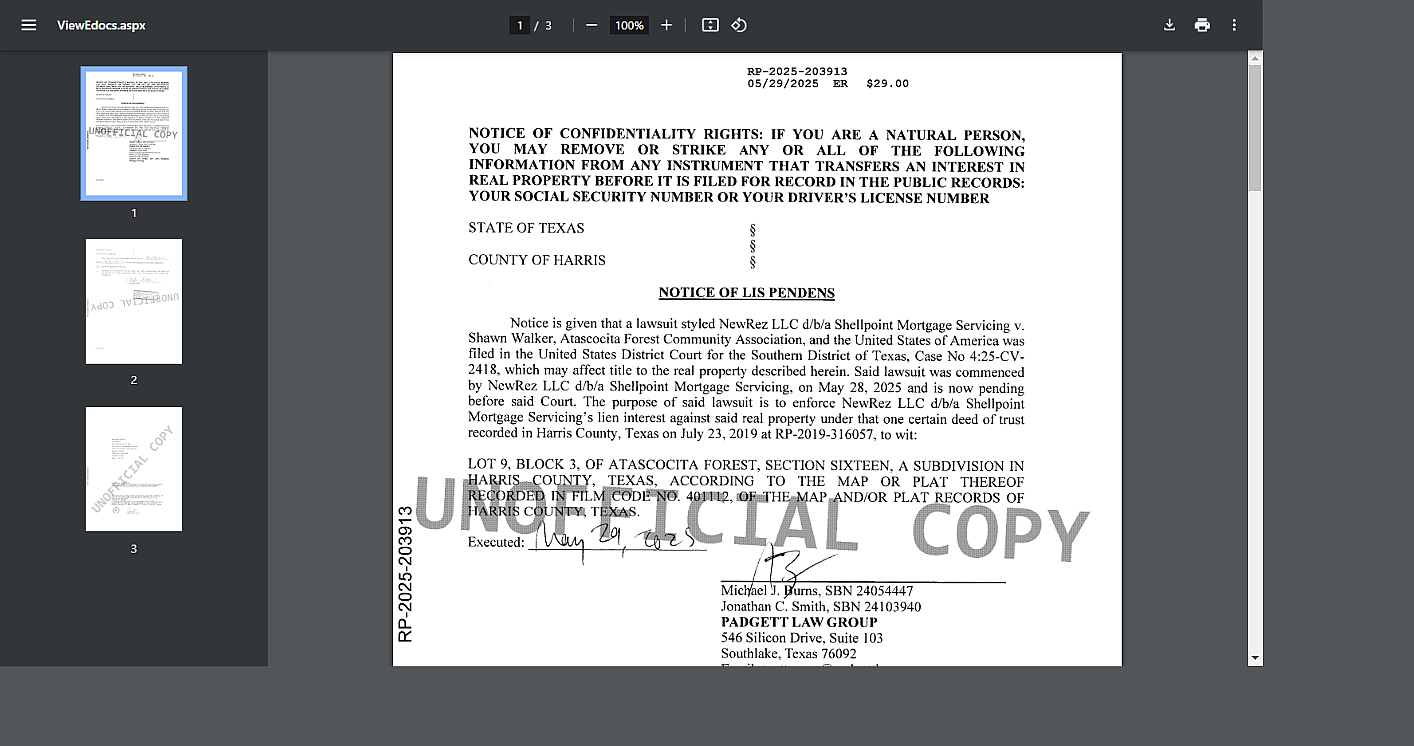 ViewEdocs.aspx
1 / 3
100%
RP-2025-203913
05/29/2025 ER $29.00
NOTICE OF CONFIDENTIALITY RIGHTS: IF YOU ARE A NATURAL PERSON,
YOU MAY REMOVE OR STRIKE ANY OR ALL OF THE FOLLOWING
INFORMATION FROM ANY INSTRUMENT THAT TRANSFERS AN INTEREST IN
REAL PROPERTY BEFORE IT IS FILED FOR RECORD IN THE PUBLIC RECORDS:
YOUR SOCIAL SECURITY NUMBER OR YOUR DRIVER'S LICENSE NUMBER
STATE OF TEXAS §
§
COUNTY OF HARRIS §
NOTICE OF LIS PENDENS
Notice is given that a lawsuit styled NewRez LLC d/b/a Shellpoint Mortgage Servicing v.
Shawn Walker, Atascocita Forest Community Association, and the United States of America was
filed in the United States District Court for the Southern District of Texas, Case No 4:25-CV-
2418, which may affect title to the real property described herein. Said lawsuit was commenced
by NewRez LLC d/b/a Shellpoint Mortgage Servicing, on May 28, 2025 and is now pending
before said Court. The purpose of said lawsuit is to enforce NewRez LLC d/b/a Shellpoint
Mortgage Servicing's lien interest against said real property under that one certain deed of trust
recorded in Harris County, Texas on July 23, 2019 at RP-2019-316057, to wit:
LOT 9, BLOCK 3, OF ATASCOCITA FOREST, SECTION SIXTEEN, A SUBDIVISION IN
HARRIS COUNTY, TEXAS, ACCORDING TO THE MAP OR PLAT THEREOF
RECORDED IN FILM CODE NO. 401112, OF THE MAP AND/OR PLAT RECORDS OF
HARRIS COUNTY, TEXAS.
UNOFFICIAL COPY
Executed: May 29, 2025
Michael J. Burns, SBN 24054447
Jonathan C. Smith, SBN 24103940
PADGETT LAW GROUP
546 Silicon Drive, Suite 103
Southlake, Texas 76092
RP-2025-203913
UNOFFICIAL COPY
1
UNOFFICIAL COPY
2
UNOFFICIAL COPY
3